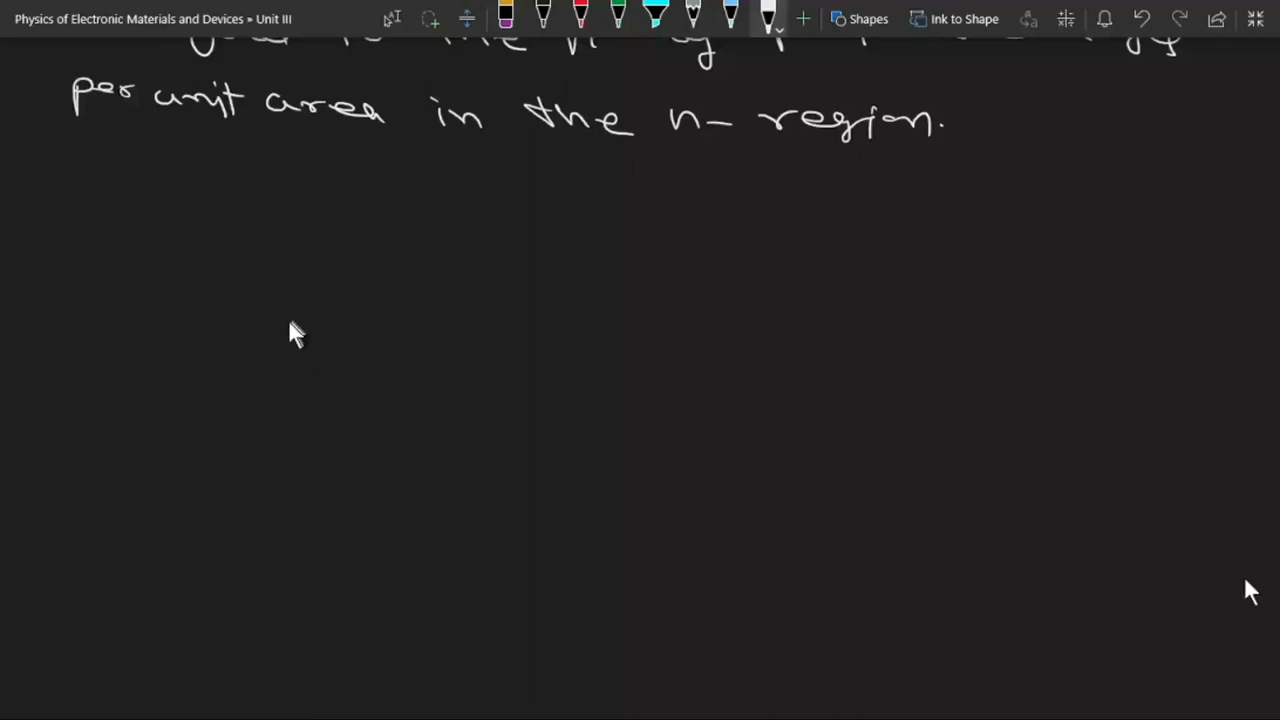 Physics of Electronic Materials and Devices » Unit III
Shapes
Ink to Shape
per unit area in the n- region.